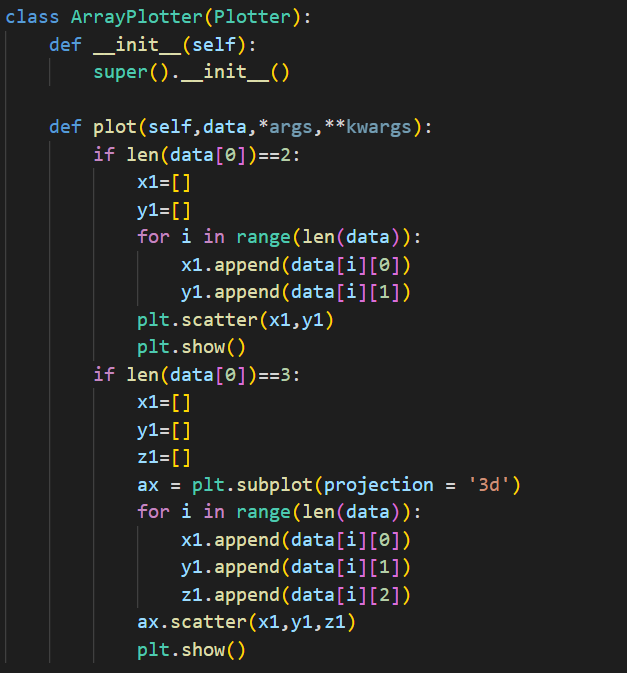 class ArrayPlotter(Plotter):
    def __init__(self):
        super().__init__()

    def plot(self,data,*args,**kwargs):
        if len(data[0])==2:
            x1=[]
            y1=[]
            for i in range(len(data)):
                x1.append(data[i][0])
                y1.append(data[i][1])
            plt.scatter(x1,y1)
            plt.show()
        if len(data[0])==3:
            x1=[]
            y1=[]
            z1=[]
            ax = plt.subplot(projection = '3d')
            for i in range(len(data)):
                x1.append(data[i][0])
                y1.append(data[i][1])
                z1.append(data[i][2])
            ax.scatter(x1,y1,z1)
            plt.show()